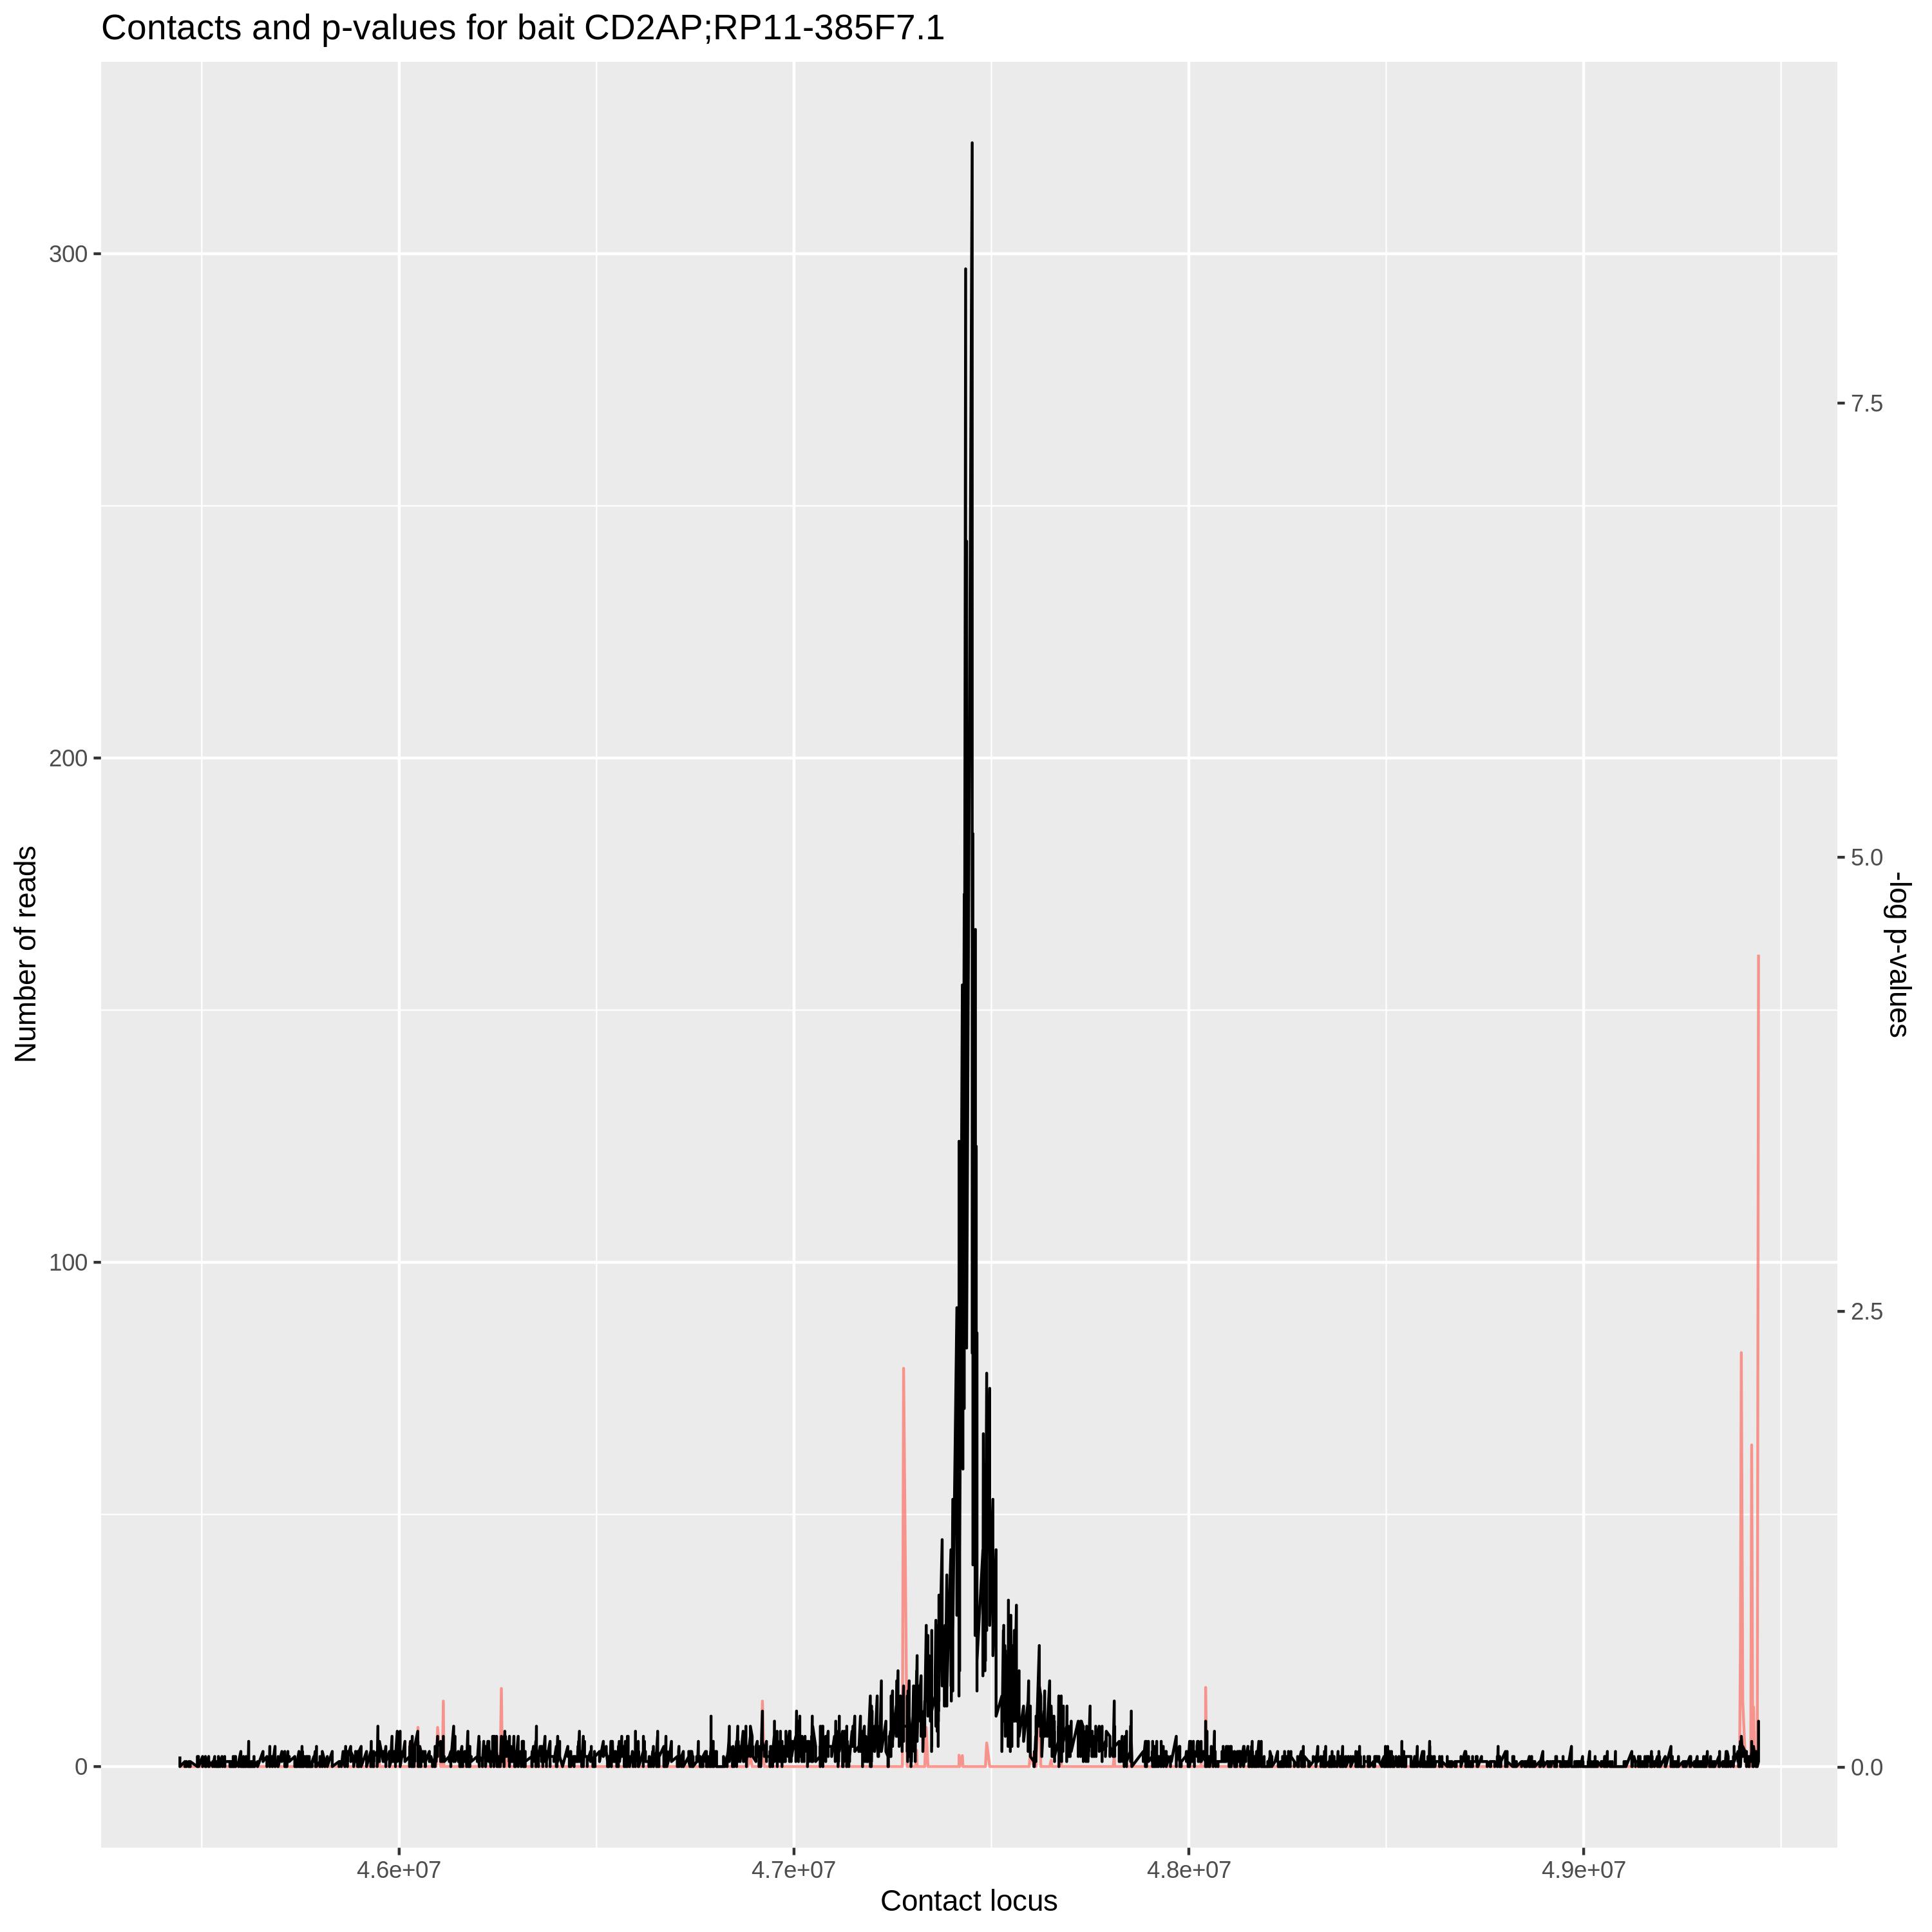 Contacts and p-values for bait CD2AP;RP11-385F7.1
Number of reads
300
200
100
0
7.5
5.0
2.5
0.0
-log p-values
4.6e+07
4.7e+07
4.8e+07
4.9e+07
Contact locus